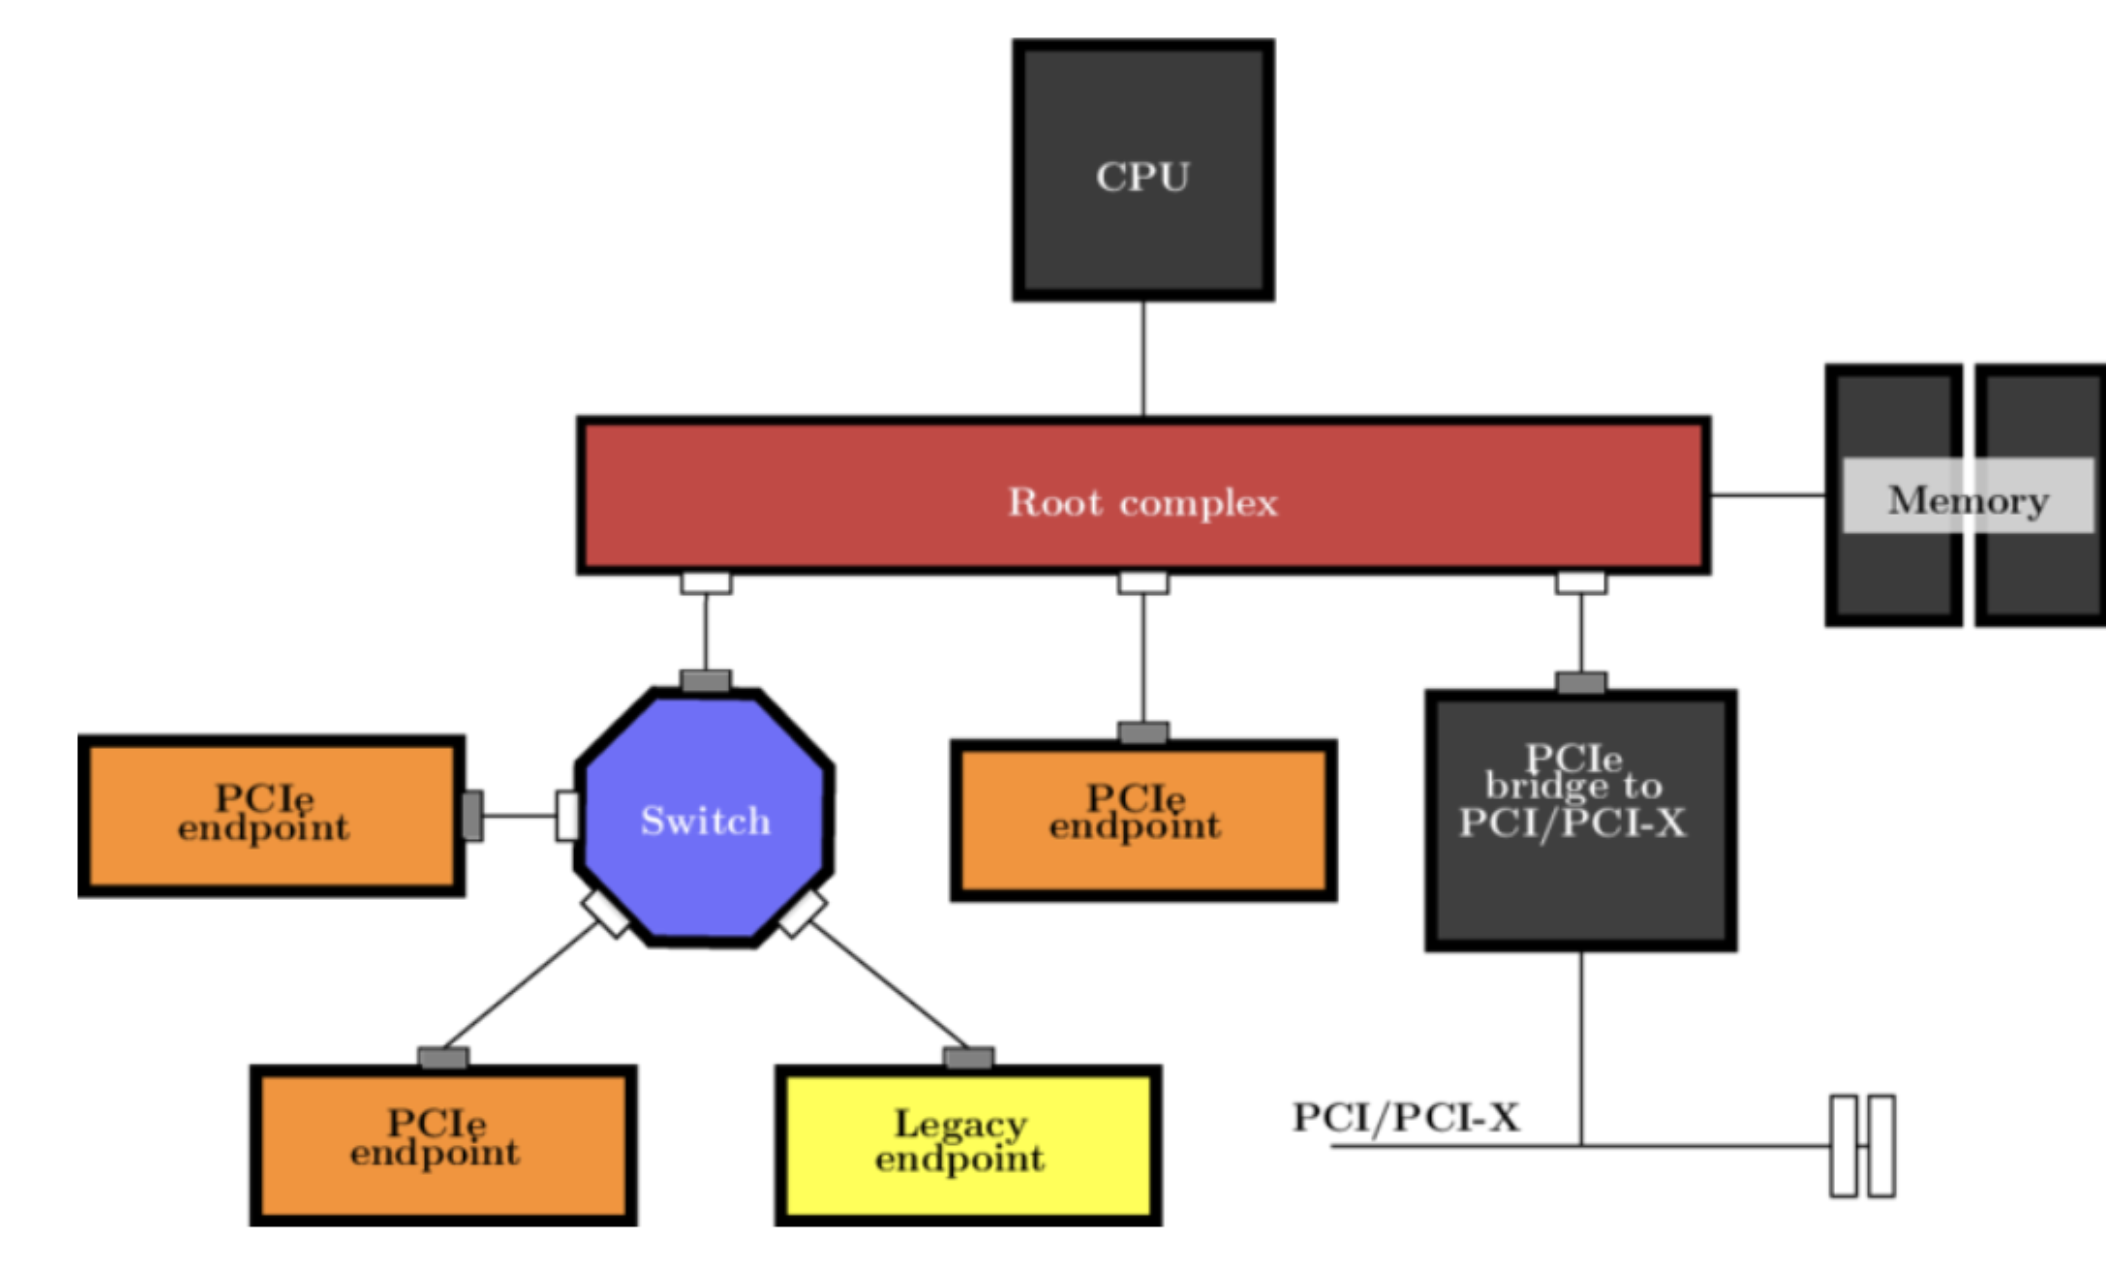 CPU
Root complex
Memory
PCIe
endpoint
Switch
PCIe
endpoint
PCIe
bridge to
PCI/PCI-X
PCIe
endpoint
Legacy
endpoint
PCI/PCI-X